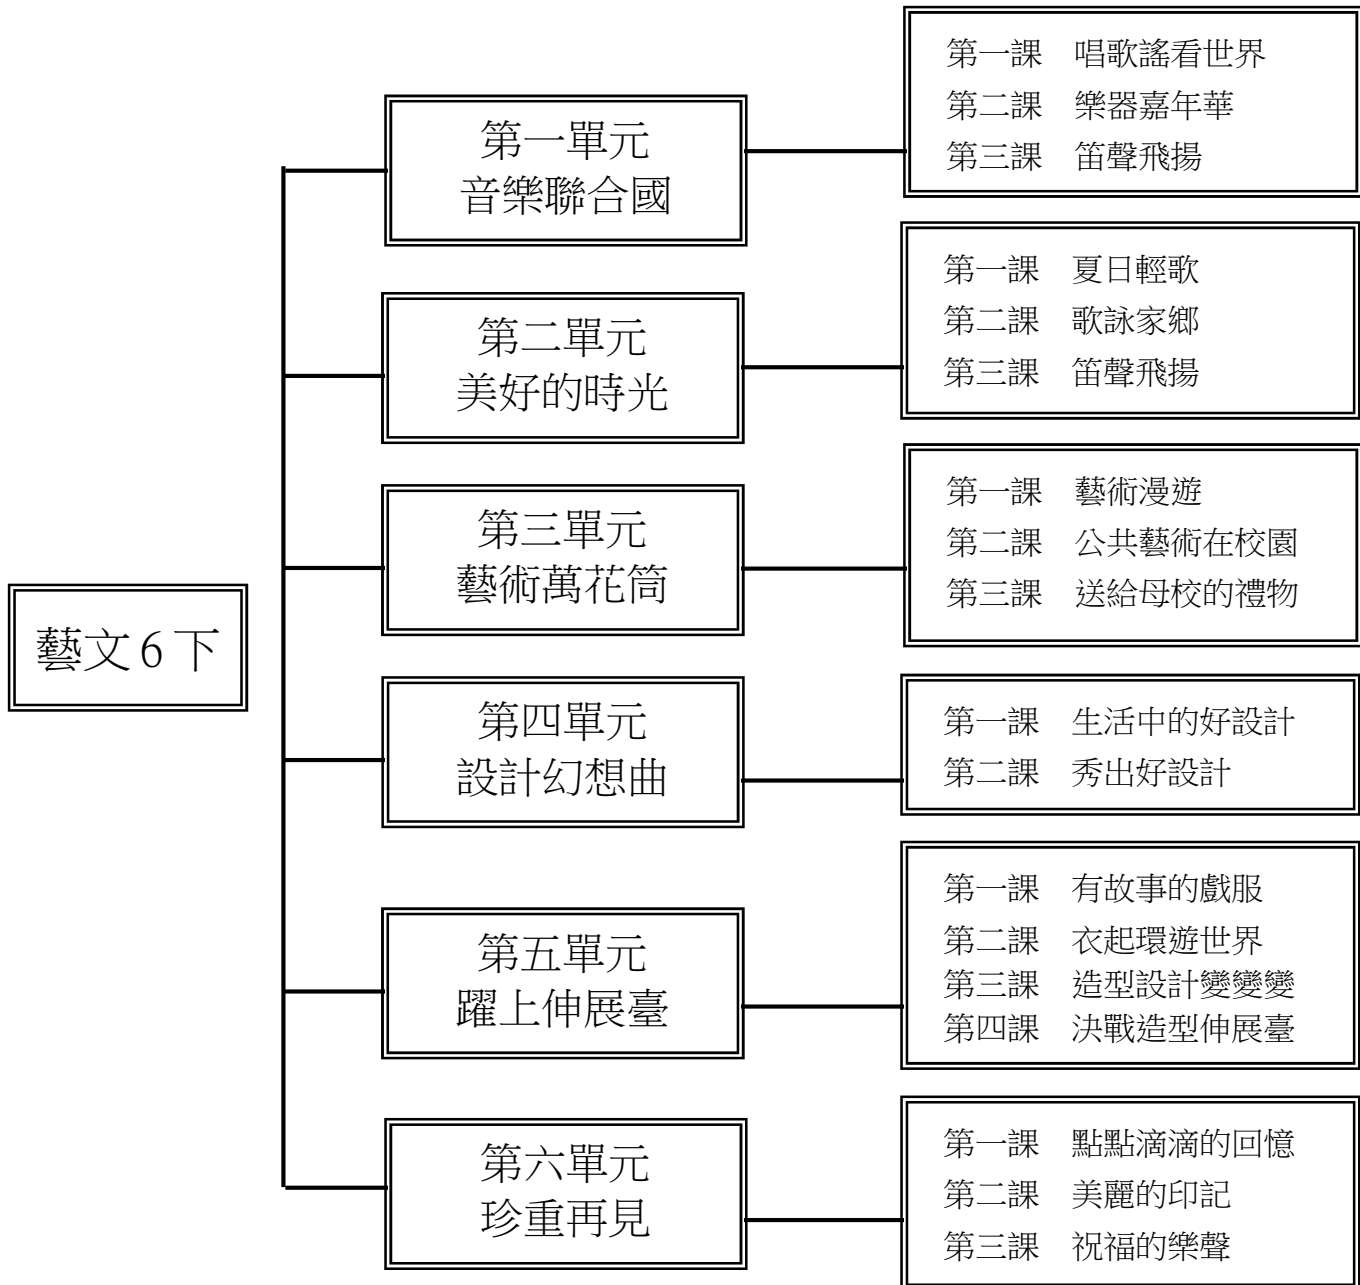 藝文6下
第一單元
音樂聯合國
第一課　唱歌謠看世界
第二課　樂器嘉年華
第三課　笛聲飛揚
第二單元
美好的時光
第一課　夏日輕歌
第二課　歌詠家鄉
第三課　笛聲飛揚
第三單元
藝術萬花筒
第一課　藝術漫遊
第二課　公共藝術在校園
第三課　送給母校的禮物
第四單元
設計幻想曲
第一課　生活中的好設計
第二課　秀出好設計
第五單元
躍上伸展臺
第一課　有故事的戲服
第二課　衣起環遊世界
第三課　造型設計變變變
第四課　決戰造型伸展臺
第六單元
珍重再見
第一課　點點滴滴的回憶
第二課　美麗的印記
第三課　祝福的樂聲